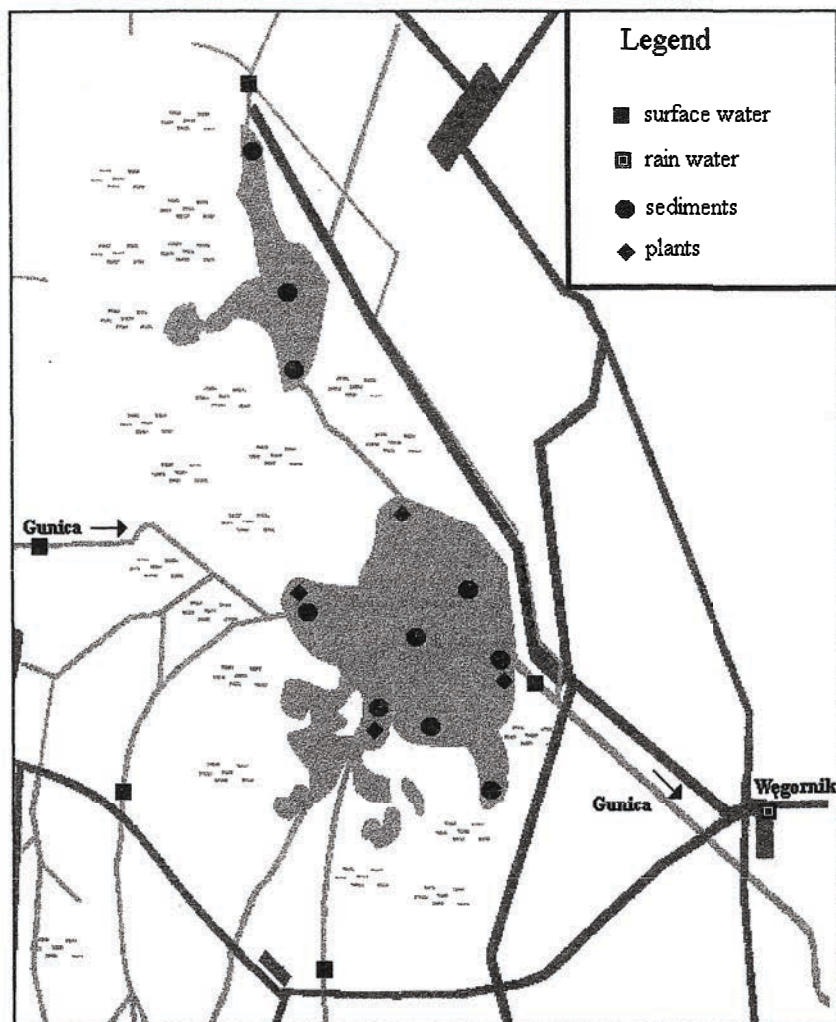 Legend
surface water
rain water
sediments
plants
Gunica
Węgornik
Gunica